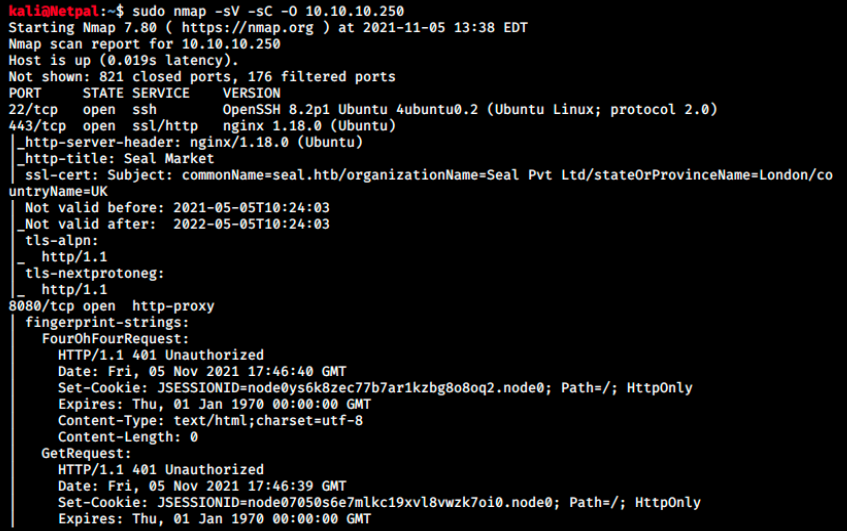 kali@Netpal:~$ sudo nmap -sV -sC -O 10.10.10.250
Starting Nmap 7.80 ( https://nmap.org ) at 2021-11-05 13:38 EDT
Nmap scan report for 10.10.10.250
Host is up (0.019s latency).
Not shown: 821 closed ports, 176 filtered ports
PORT     STATE SERVICE    VERSION
22/tcp   open  ssh        OpenSSH 8.2p1 Ubuntu 4ubuntu0.2 (Ubuntu Linux; protocol 2.0)
443/tcp  open  ssl/http   nginx 1.18.0 (Ubuntu)
|_http-server-header: nginx/1.18.0 (Ubuntu)
|_http-title: Seal Market
| ssl-cert: Subject: commonName=seal.htb/organizationName=Seal Pvt Ltd/stateOrProvinceName=London/co
untryName=UK
| Not valid before: 2021-05-05T10:24:03
|_Not valid after:  2022-05-05T10:24:03
| tls-alpn:
|_  http/1.1
| tls-nextprotoneg:
|_  http/1.1
8080/tcp open  http-proxy
| fingerprint-strings:
|   FourOhFourRequest:
|     HTTP/1.1 401 Unauthorized
|     Date: Fri, 05 Nov 2021 17:46:40 GMT
|     Set-Cookie: JSESSIONID=node0ys6k8zec77b7ar1kzbg8o8oq2.node0; Path=/; HttpOnly
|     Expires: Thu, 01 Jan 1970 00:00:00 GMT
|     Content-Type: text/html;charset=utf-8
|     Content-Length: 0
|   GetRequest:
|     HTTP/1.1 401 Unauthorized
|     Date: Fri, 05 Nov 2021 17:46:39 GMT
|     Set-Cookie: JSESSIONID=node07050s6e7mlkc19xvl8vwzk7oi0.node0; Path=/; HttpOnly
|     Expires: Thu, 01 Jan 1970 00:00:00 GMT